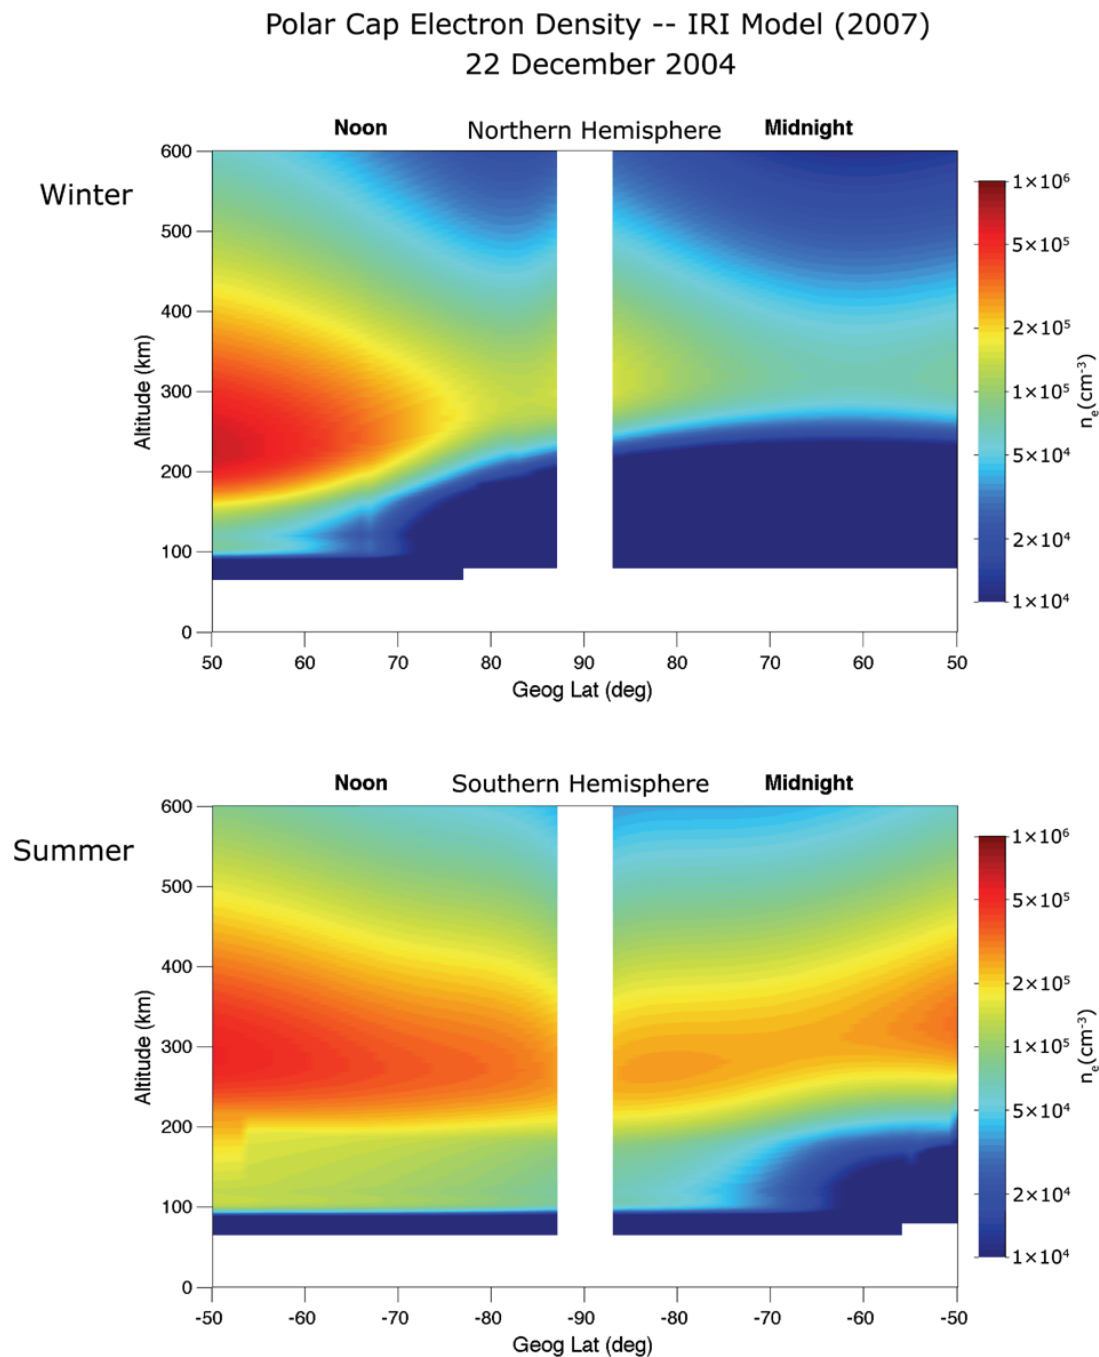 Polar Cap Electron Density -- IRI Model (2007)
22 December 2004
Noon Northern Hemisphere Midnight
Winter
600
500
400
300
200
100
0
Altitude (km)
50 60 70 80 90 80 70 60 50
Geog Lat (deg)
1×10⁶
5×10⁵
2×10⁵
1×10⁵
5×10⁴
2×10⁴
1×10⁴
nₑ(cm⁻³)
Noon Southern Hemisphere Midnight
Summer
600
500
400
300
200
100
0
Altitude (km)
-50 -60 -70 -80 -90 -80 -70 -60 -50
Geog Lat (deg)
1×10⁶
5×10⁵
2×10⁵
1×10⁵
5×10⁴
2×10⁴
1×10⁴
nₑ(cm⁻³)